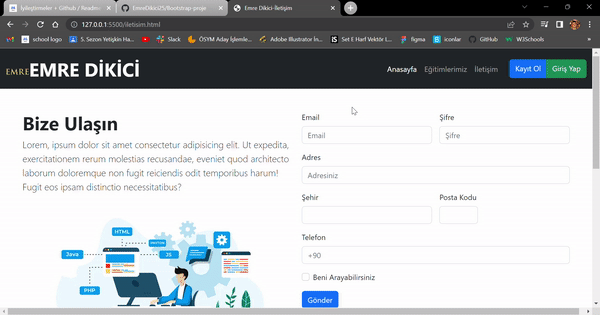 İyileştirmeler + Github / Readm
EmreDikici25/Bootstrap-proje
Emre Dikici-İletişim
127.0.0.1:5500/iletisim.html
school logo
5. Sezon Yetişkin Ha...
Slack
ÖSYM Aday İşlemle...
Adobe Illustrator İn...
Set E Harf Vektör L...
figma
iconlar
GitHub
W3Schools
EMRE EMRE DİKİCİ
Anasayfa
Eğitimlerimiz
İletişim
Kayıt Ol
Giriş Yap
Bize Ulaşın
Lorem, ipsum dolor sit amet consectetur adipisicing elit. Ut expedita,
exercitationem rerum molestias recusandae, eveniet quod architecto
laborum doloremque non fugit reiciendis odit temporibus harum!
Fugit eos ipsam distinctio necessitatibus?
HTML
Java
JS
PHP
Email
Şifre
Email
Şifre
Adres
Adresiniz
Şehir
Posta Kodu
Telefon
+90
Beni Arayabilirsiniz
Gönder